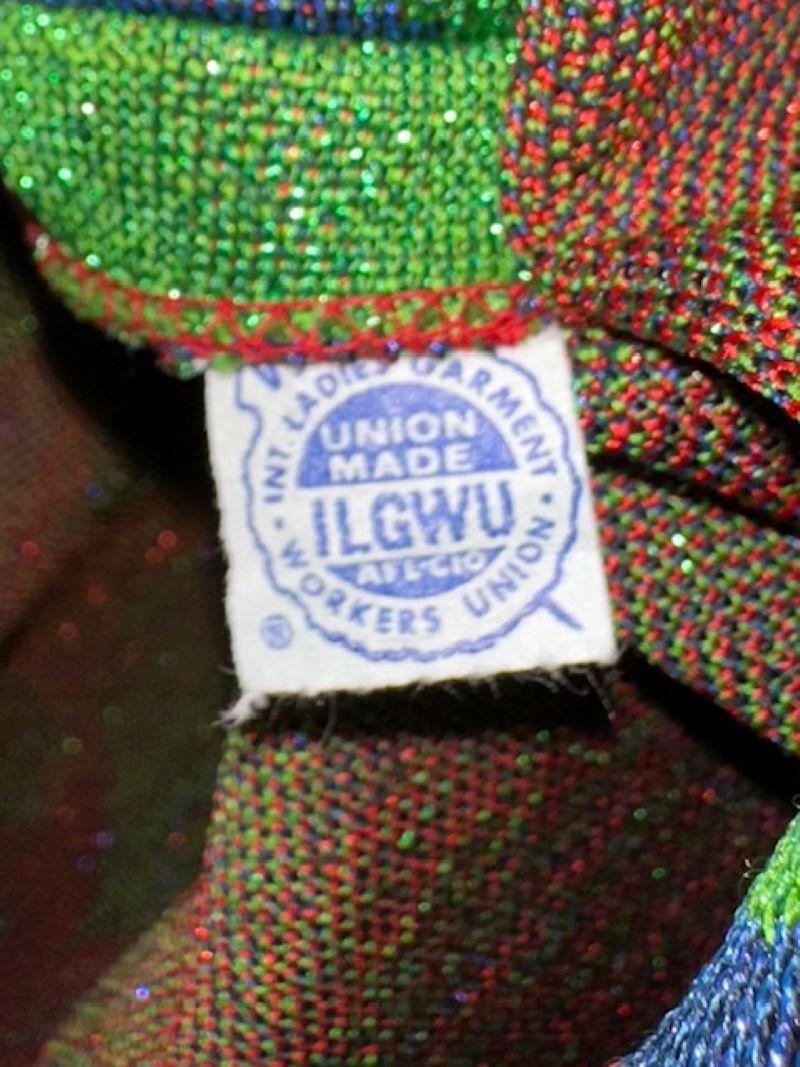 INT. LADIES GARMENT
UNION
MADE
ILGWU
AFL-CIO
WORKERS UNION
®